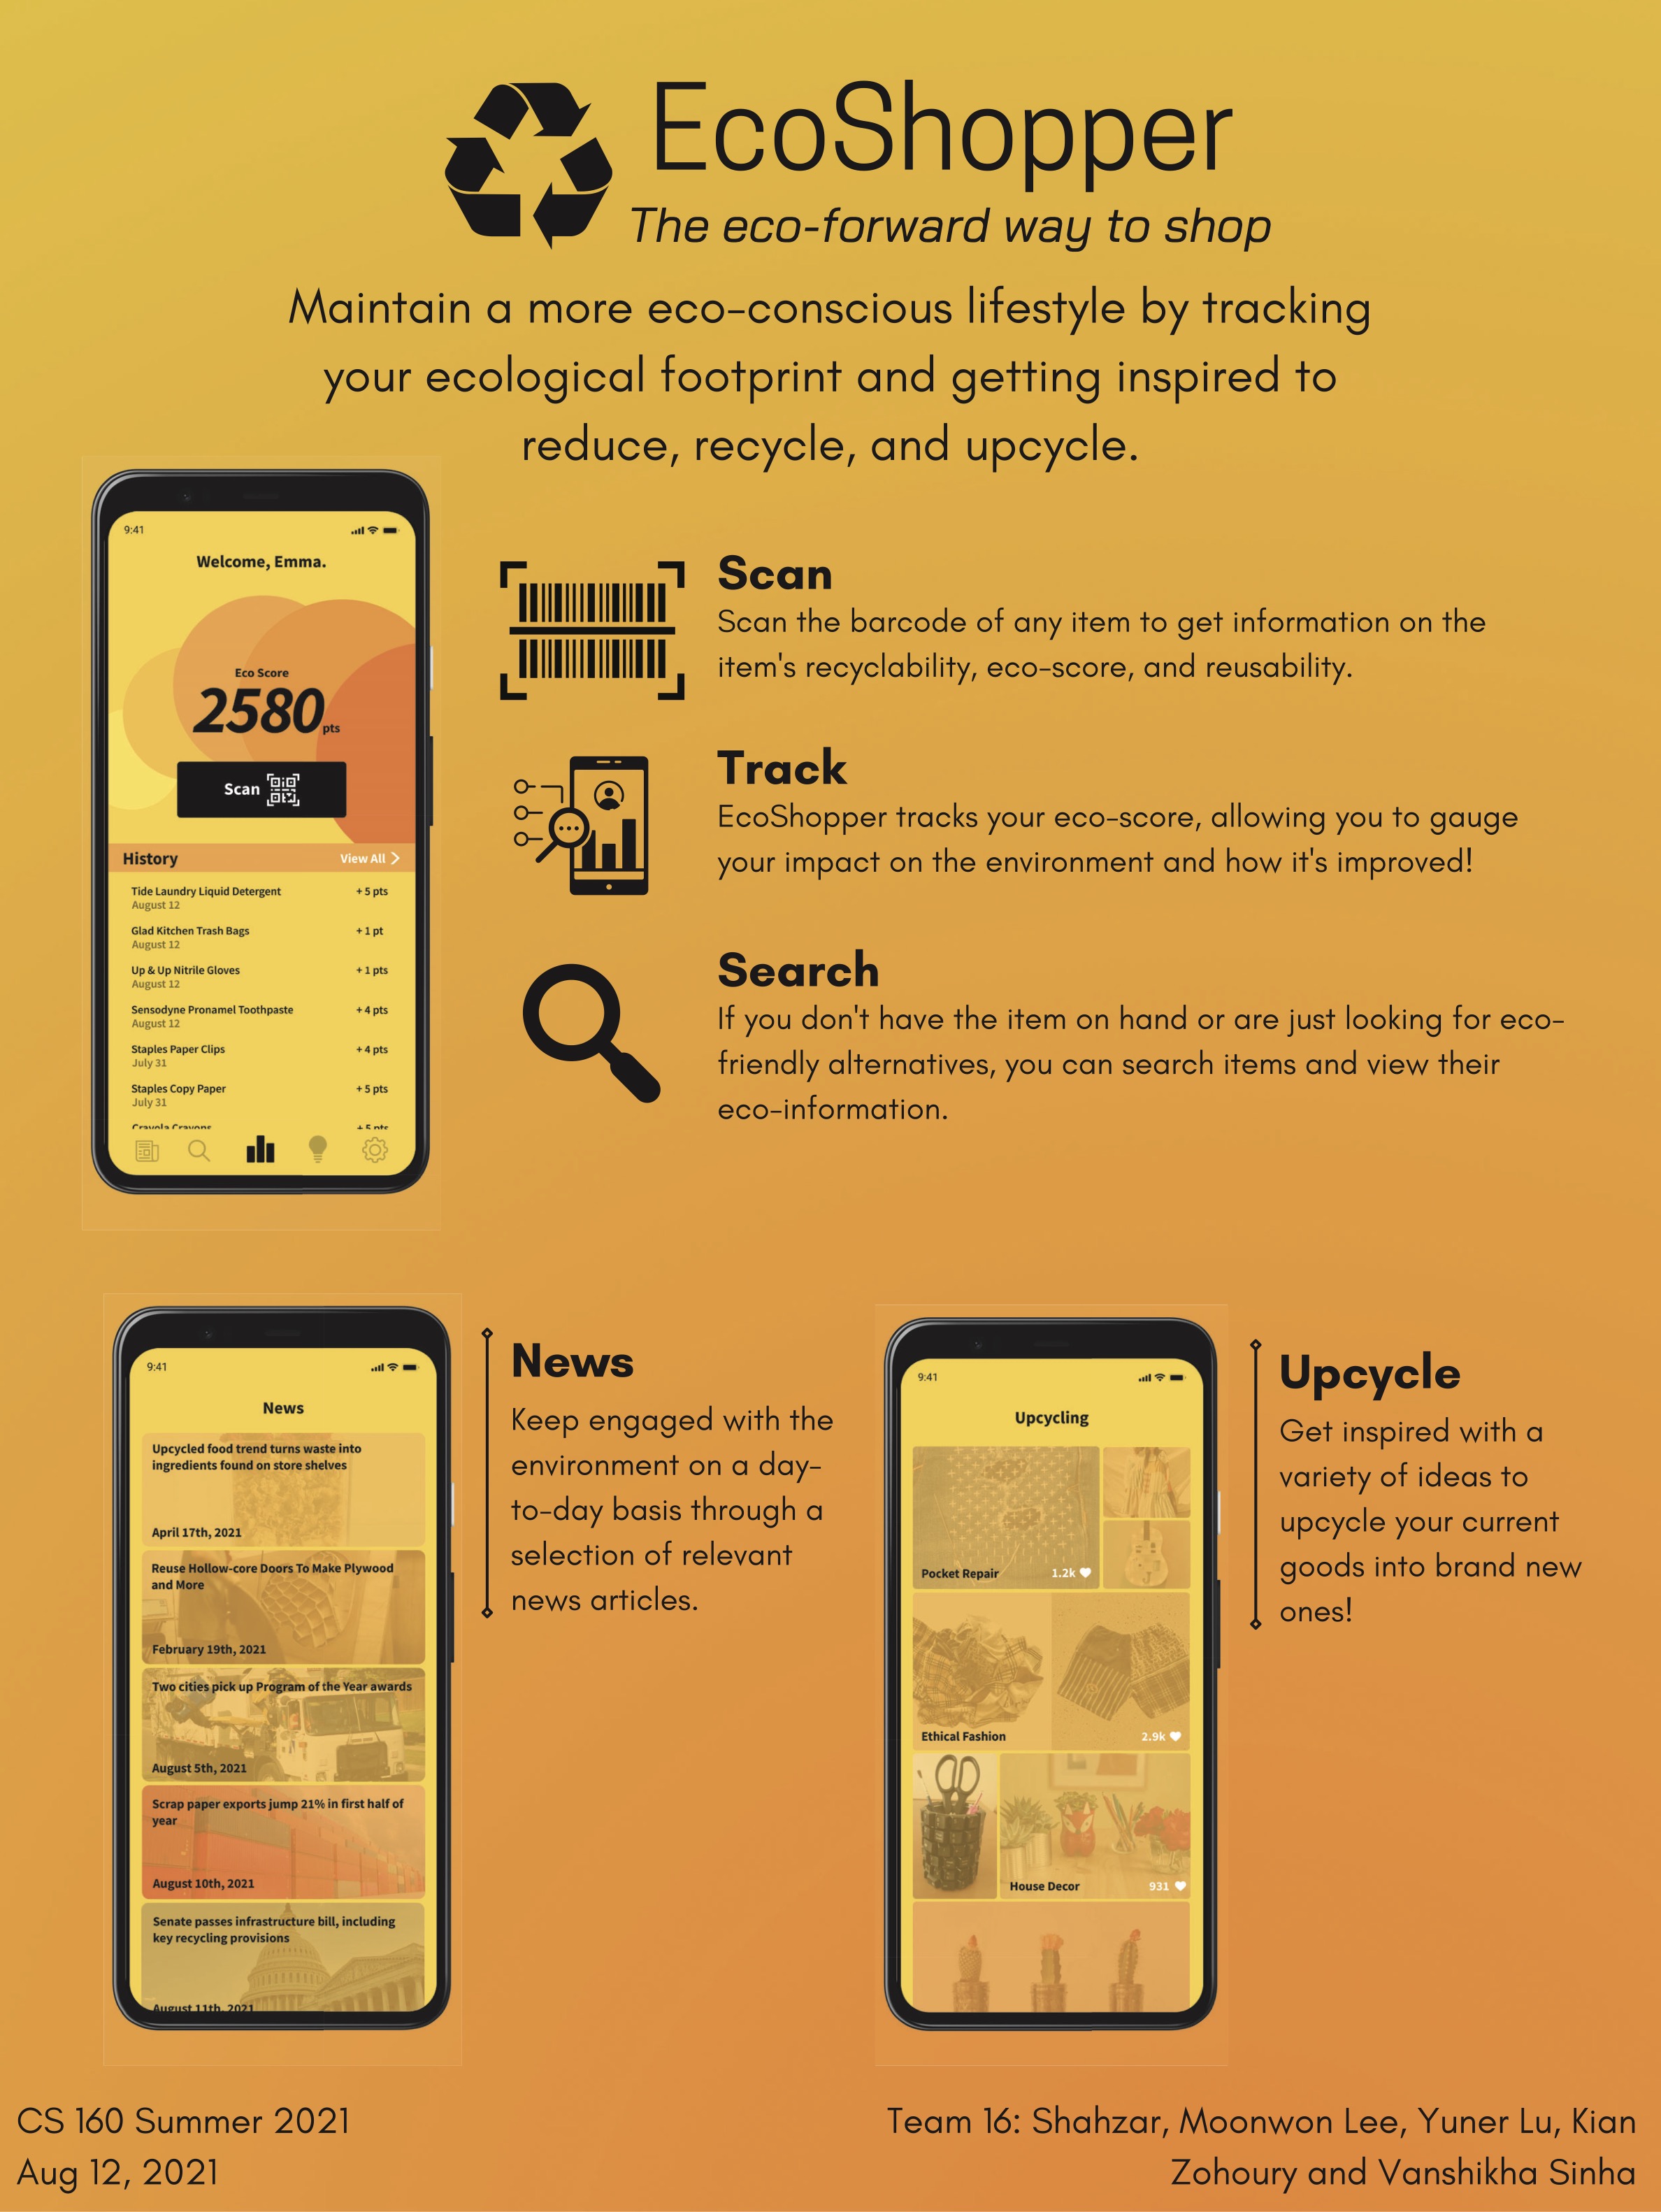 EcoShopper
The eco-forward way to shop
Maintain a more eco-conscious lifestyle by tracking
your ecological footprint and getting inspired to
reduce, recycle, and upcycle.
9:41
Welcome, Emma.
Eco Score
2580 pts
Scan
History View All
Tide Laundry Liquid Detergent + 5 pts
August 12
Glad Kitchen Trash Bags + 1 pt
August 12
Up & Up Nitrile Gloves + 1 pts
August 12
Sensodyne Pronamel Toothpaste + 4 pts
August 12
Staples Paper Clips + 4 pts
July 31
Staples Copy Paper + 5 pts
July 31
Crayola Crayons + 5 pts
Scan
Scan the barcode of any item to get information on the
item's recyclability, eco-score, and reusability.
Track
EcoShopper tracks your eco-score, allowing you to gauge
your impact on the environment and how it's improved!
Search
If you don't have the item on hand or are just looking for eco-
friendly alternatives, you can search items and view their
eco-information.
9:41
News
Upcycled food trend turns waste into
ingredients found on store shelves
April 17th, 2021
Reuse Hollow-core Doors To Make Plywood
and More
February 19th, 2021
Two cities pick up Program of the Year awards
August 5th, 2021
Scrap paper exports jump 21% in first half of
year
August 10th, 2021
Senate passes infrastructure bill, including
key recycling provisions
August 11th, 2021
News
Keep engaged with the
environment on a day-
to-day basis through a
selection of relevant
news articles.
9:41
Upcycling
Pocket Repair 1.2k
Ethical Fashion 2.9k
House Decor 931
Upcycle
Get inspired with a
variety of ideas to
upcycle your current
goods into brand new
ones!
CS 160 Summer 2021
Aug 12, 2021
Team 16: Shahzar, Moonwon Lee, Yuner Lu, Kian
Zohoury and Vanshikha Sinha